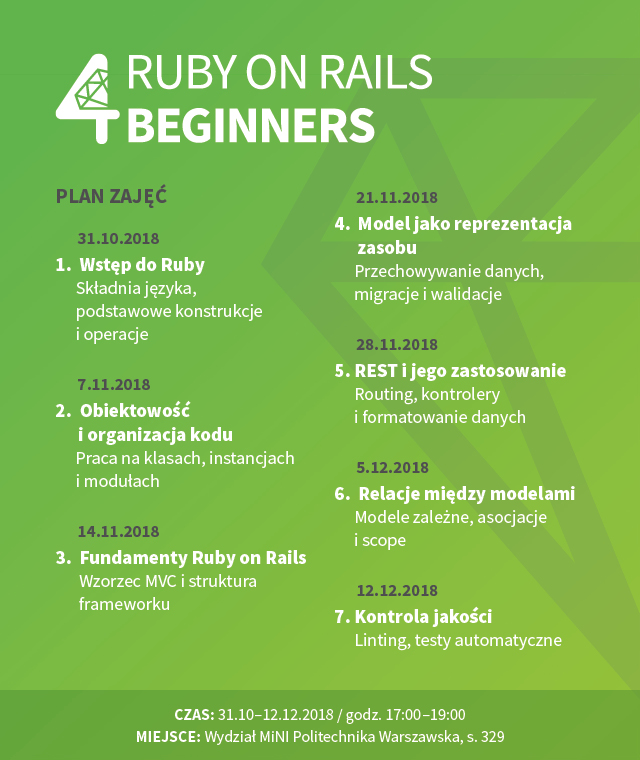 4 RUBY ON RAILS
BEGINNERS
PLAN ZAJĘĆ
31.10.2018
1. Wstęp do Ruby
Składnia języka,
podstawowe konstrukcje
i operacje
7.11.2018
2. Obiektowość
i organizacja kodu
Praca na klasach, instancjach
i modułach
14.11.2018
3. Fundamenty Ruby on Rails
Wzorzec MVC i struktura
frameworku
21.11.2018
4. Model jako reprezentacja
zasobu
Przechowywanie danych,
migracje i walidacje
28.11.2018
5. REST i jego zastosowanie
Routing, kontrolery
i formatowanie danych
5.12.2018
6. Relacje między modelami
Modele zależne, asocjacje
i scope
12.12.2018
7. Kontrola jakości
Linting, testy automatyczne
CZAS: 31.10–12.12.2018 / godz. 17:00–19:00
MIEJSCE: Wydział MiNI Politechnika Warszawska, s. 329